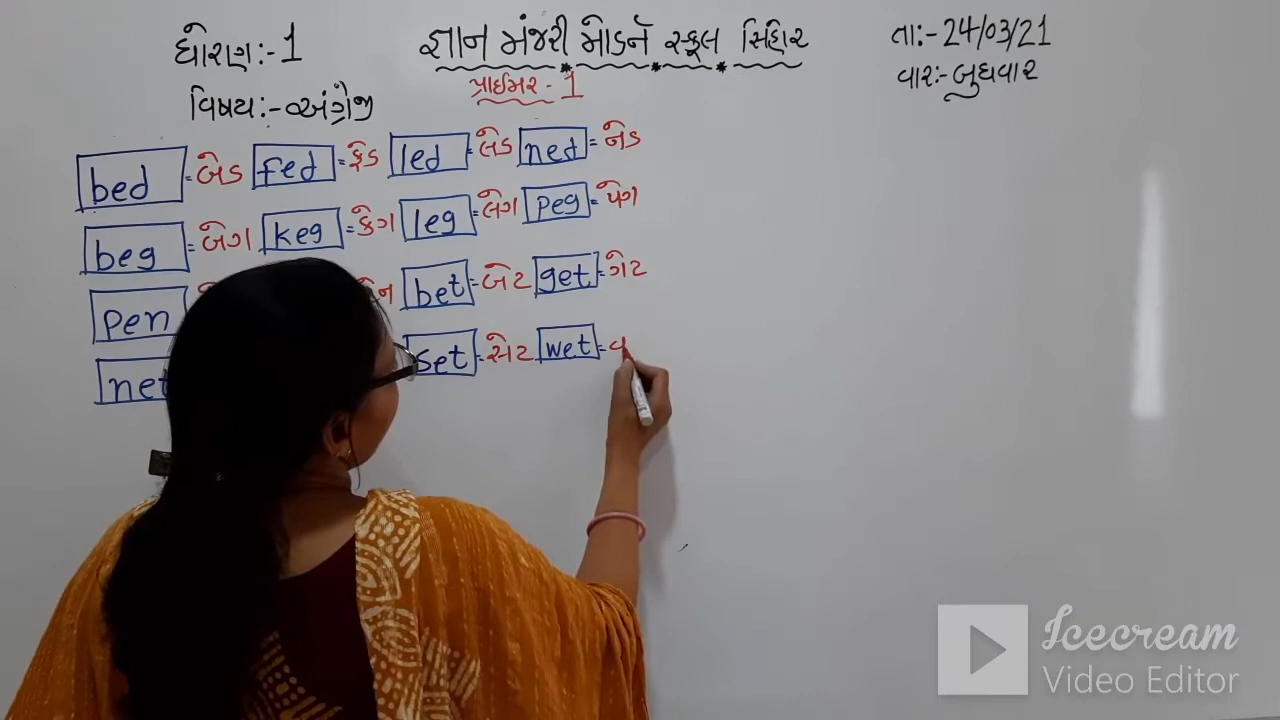 ધોરણ:-1
જ્ઞાન મંજરી મોડર્ન સ્કૂલ સિહોર
તા:-24/03/21
વિષય:-અંગ્રેજી
પ્રાઈમર - 1
વાર:-બુધવાર
bed = બેડ fed = ફેડ led = લેડ ned = નેડ
beg = બેગ keg = કેગ leg = લેગ peg = પેગ
pen બેટ bet = બેટ get = ગેટ
net set = સેટ wet = વ
Icecream
Video Editor